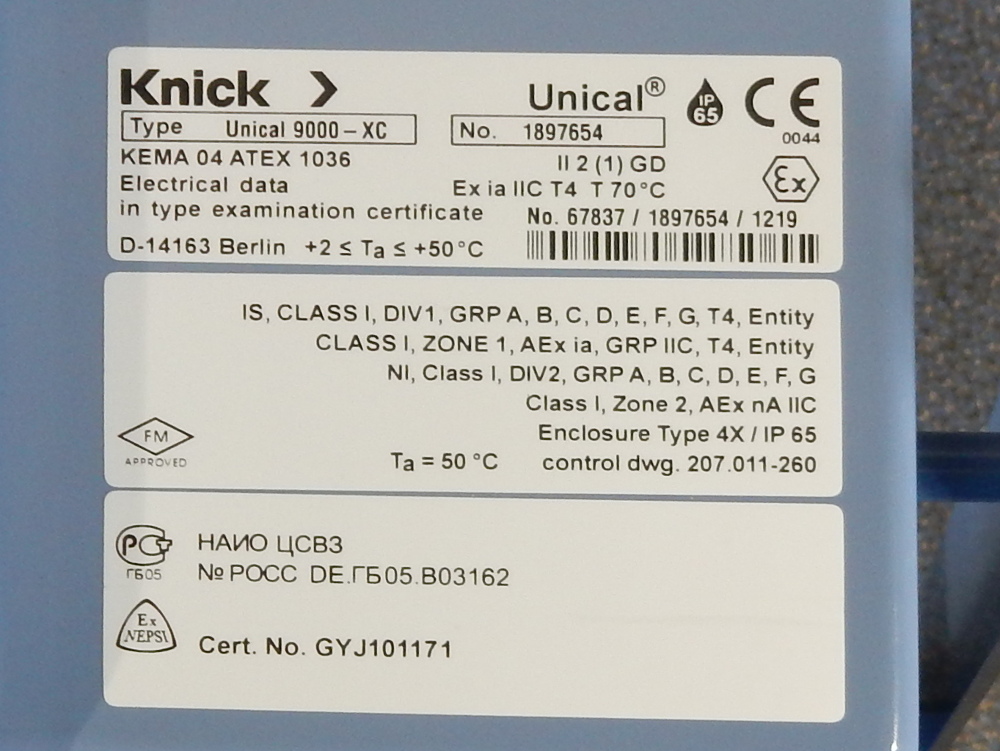 Knick >
Unical®
IP 65
CE
0044
Type Unical 9000 – XC
No. 1897654
KEMA 04 ATEX 1036
II 2 (1) GD
Electrical data
Ex ia IIC T4 T 70°C
Ex
in type examination certificate
No. 67837 / 1897654 / 1219
D-14163 Berlin +2 ≤ Ta ≤ +50°C
IS, CLASS I, DIV1, GRP A, B, C, D, E, F, G, T4, Entity
CLASS I, ZONE 1, AEx ia, GRP IIC, T4, Entity
NI, Class I, DIV2, GRP A, B, C, D, E, F, G
Class I, Zone 2, AEx nA IIC
Enclosure Type 4X / IP 65
FM
APPROVED
Ta = 50 °C control dwg. 207.011-260
РСТ
ГБ05
НАИО ЦСВЗ
№ РОСС DE.ГБ05.В03162
Ex
NEPSI
Cert. No. GYJ101171